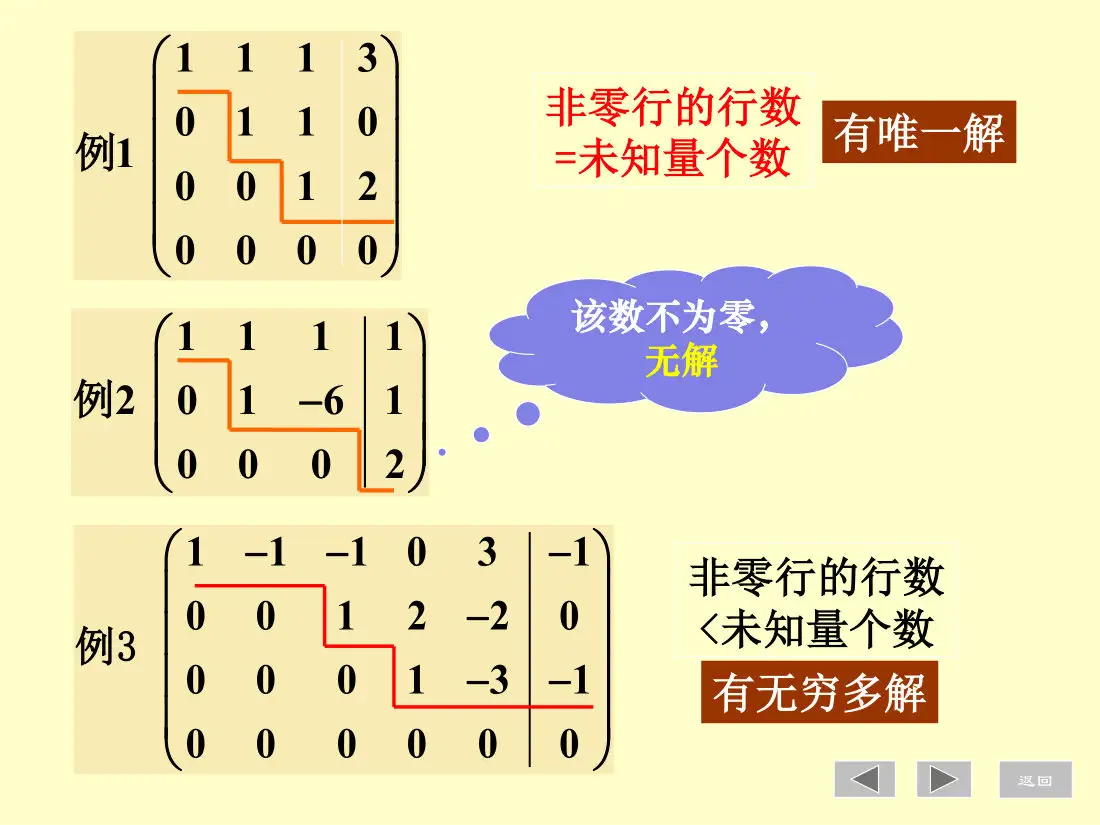 例1
1 1 1 3
0 1 1 0
0 0 1 2
0 0 0 0
非零行的行数
=未知量个数
有唯一解
例2
1 1 1 1
0 1 −6 1
0 0 0 2
该数不为零，
无解
例3
1 −1 −1 0 3 −1
0 0 1 2 −2 0
0 0 0 1 −3 −1
0 0 0 0 0 0
非零行的行数
<未知量个数
有无穷多解
返回